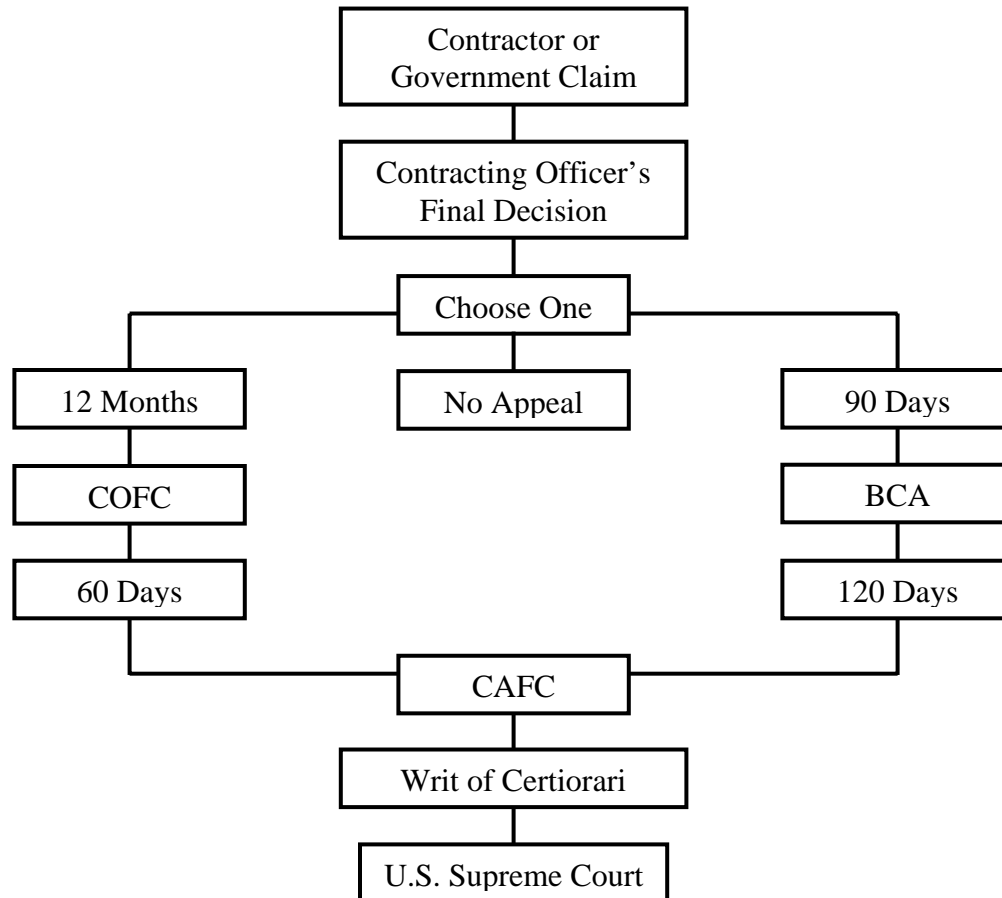 Contractor or
Government Claim
Contracting Officer’s
Final Decision
Choose One
12 Months
No Appeal
90 Days
COFC
BCA
60 Days
120 Days
CAFC
Writ of Certiorari
U.S. Supreme Court